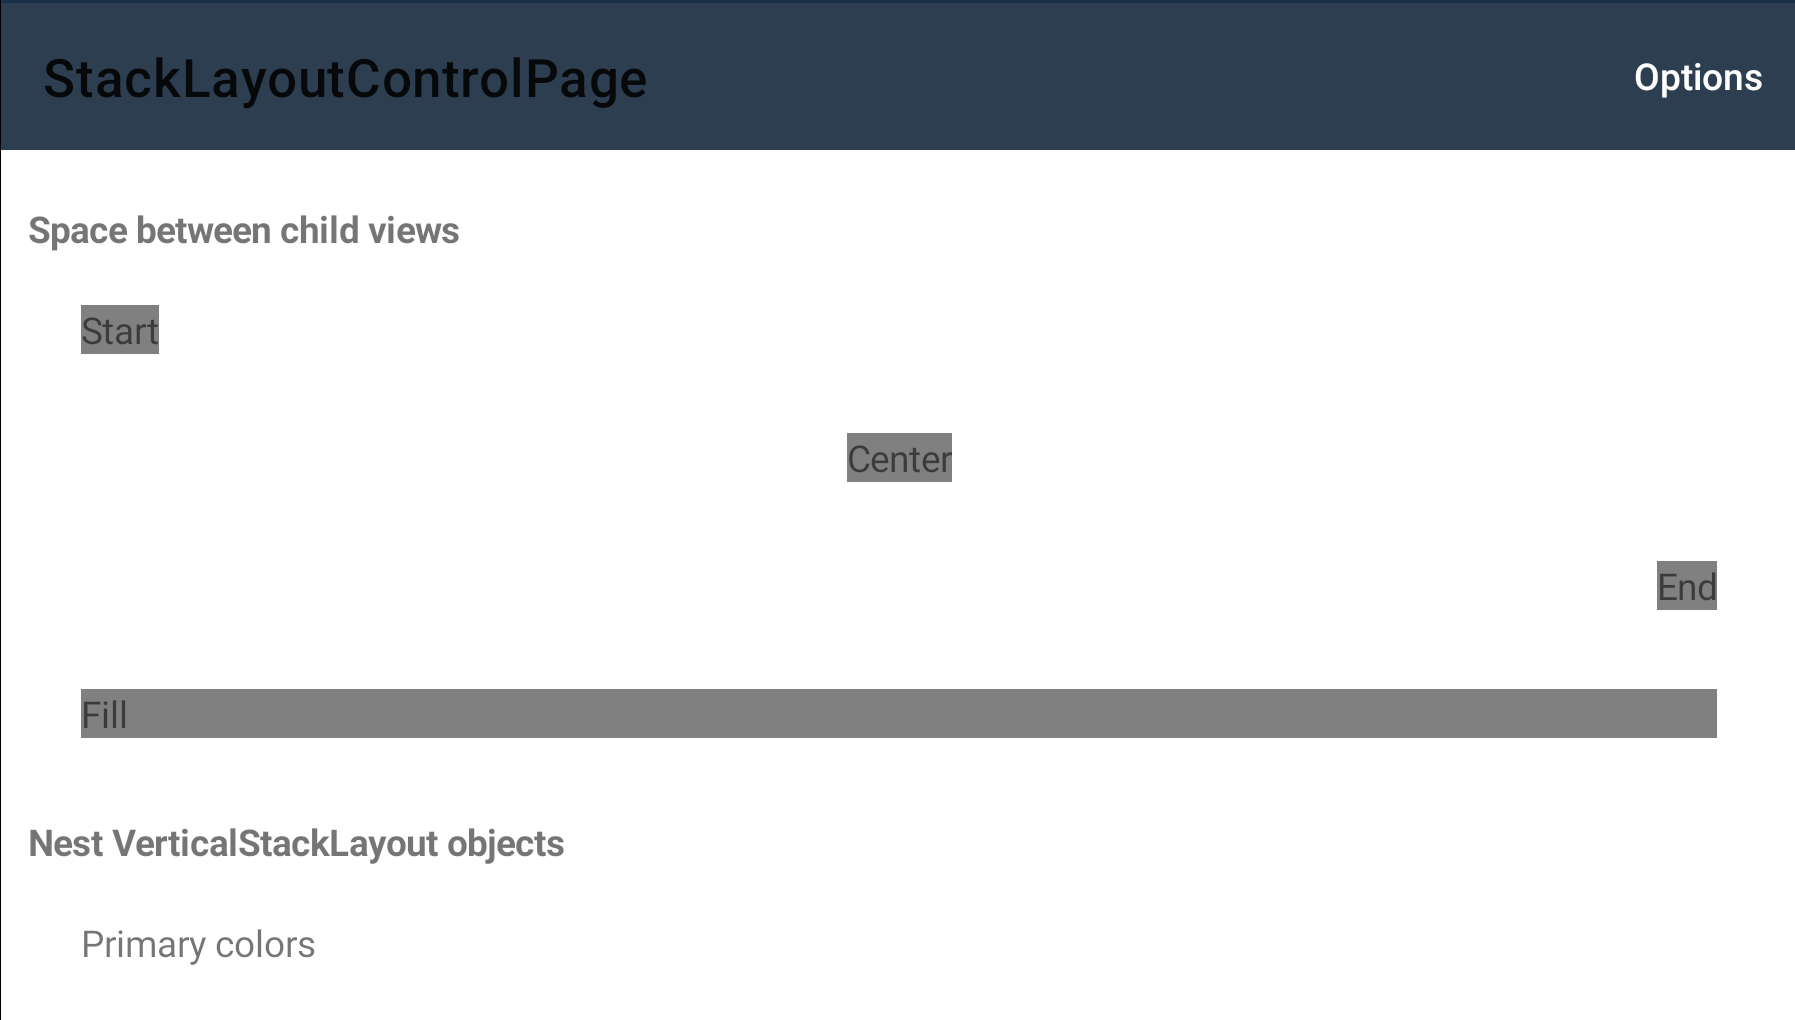 StackLayoutControlPage
Options
Space between child views
Start
Center
End
Fill
Nest VerticalStackLayout objects
Primary colors